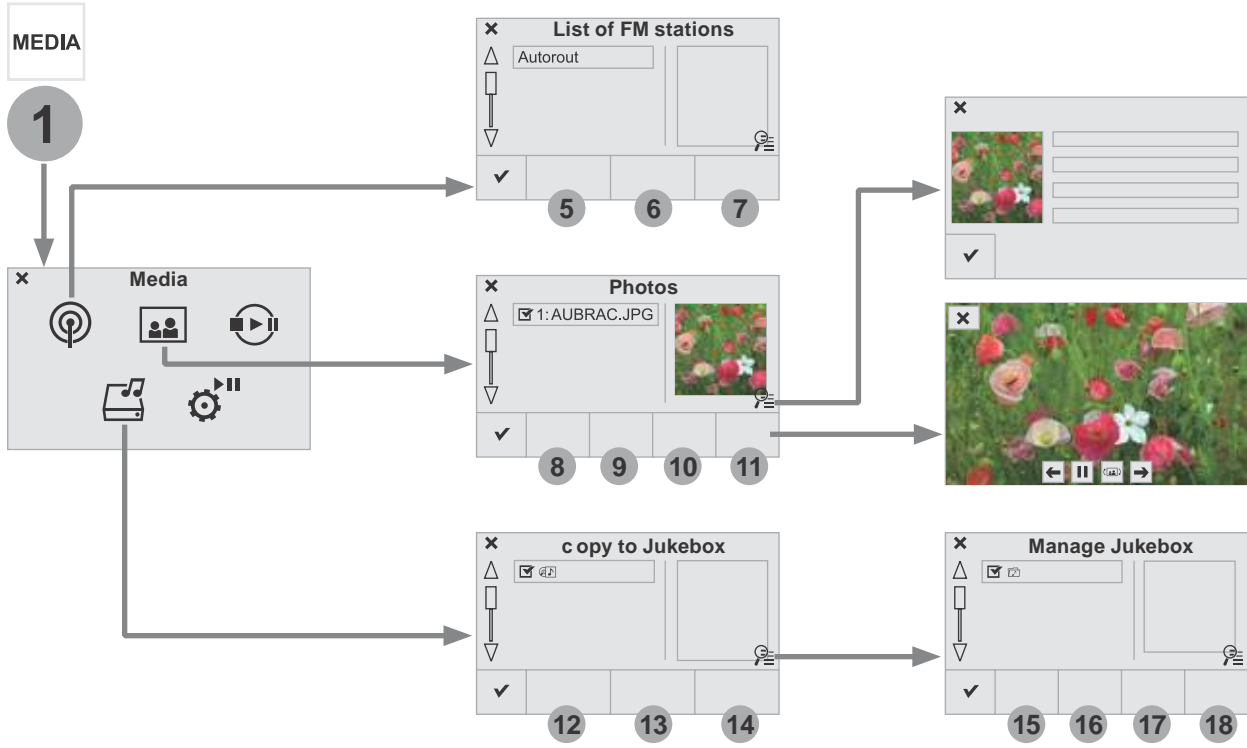 MEDIA
1
Media
List of FM stations
Autorout
5 6 7
Photos
1: AUBRAC.JPG
8 9 10 11
c opy to Jukebox
12 13 14
Manage Jukebox
15 16 17 18